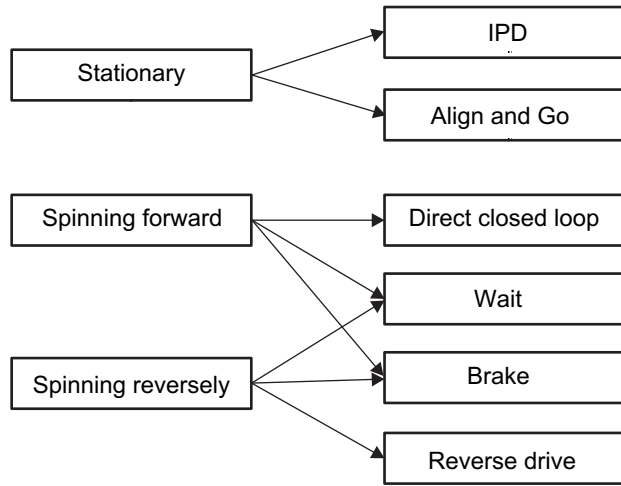 IPD
Stationary
Align and Go
Spinning forward
Direct closed loop
Wait
Spinning reversely
Brake
Reverse drive